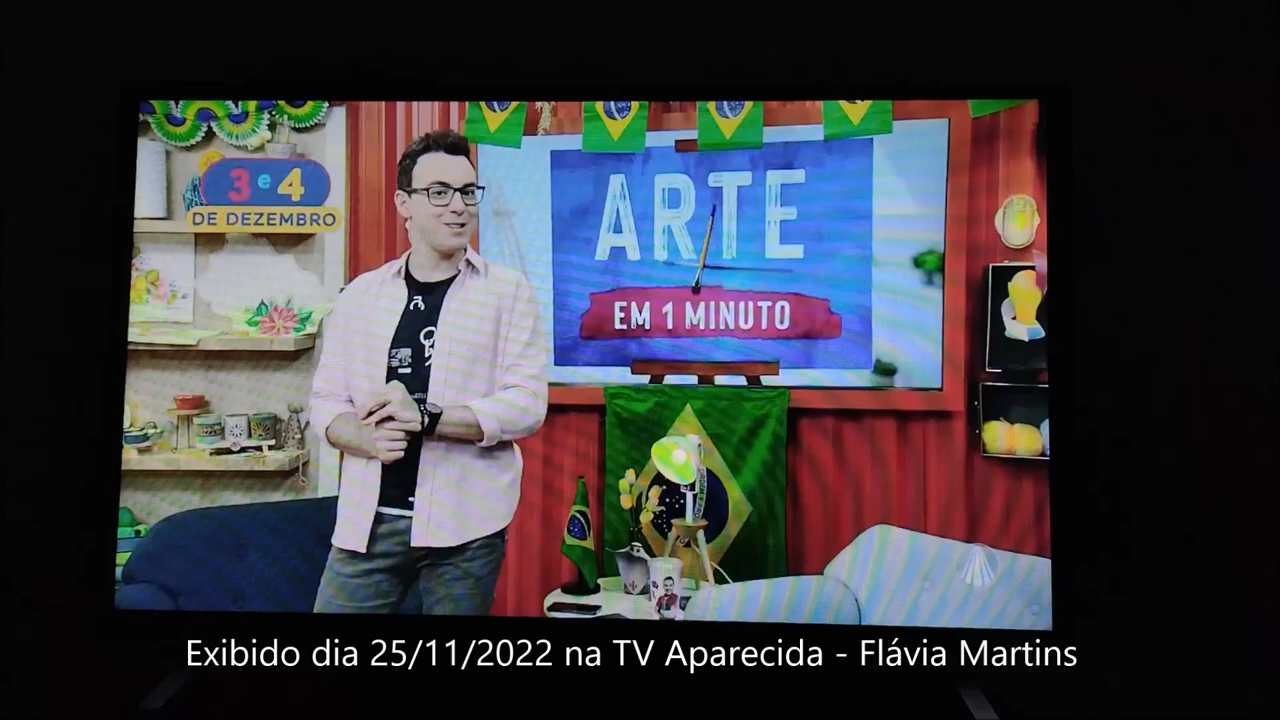 3 e 4
DE DEZEMBRO
ARTE
EM 1 MINUTO
Exibido dia 25/11/2022 na TV Aparecida - Flávia Martins